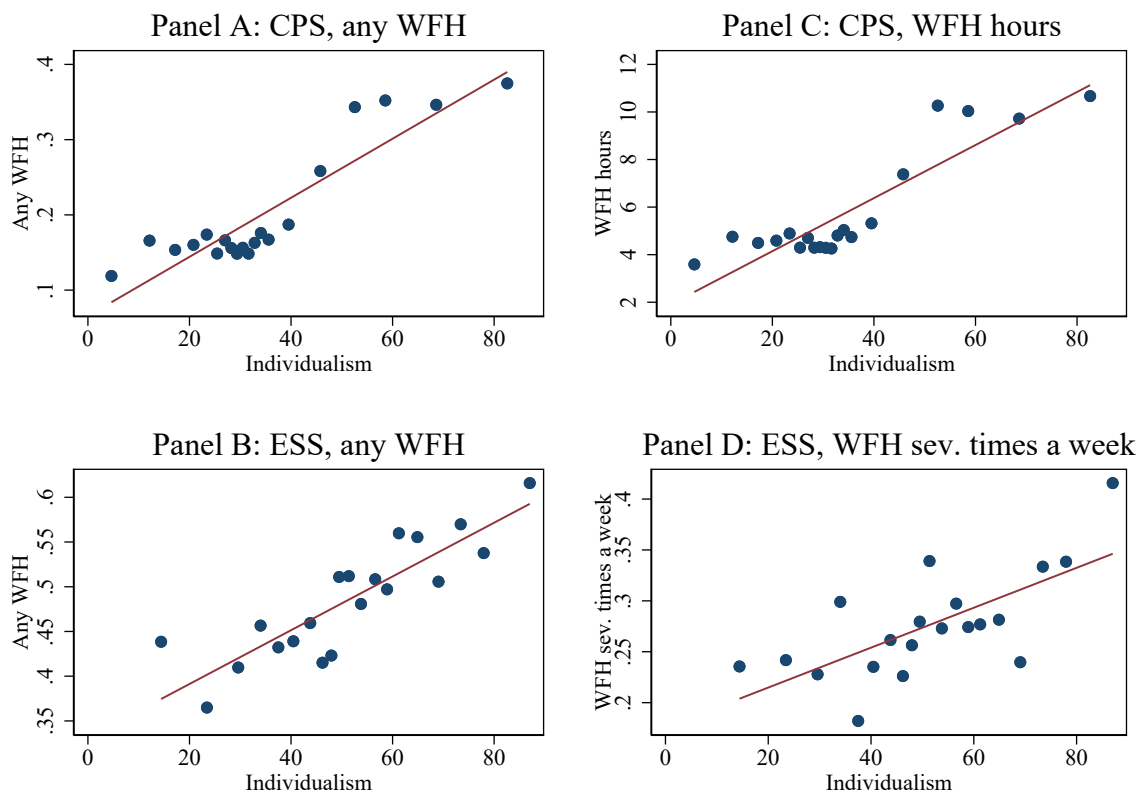 Panel A: CPS, any WFH
Any WFH
.4
.3
.2
.1
0 20 40 60 80
Individualism
Panel C: CPS, WFH hours
WFH hours
12
10
8
6
4
2
0 20 40 60 80
Individualism
Panel B: ESS, any WFH
Any WFH
.6
.55
.5
.45
.4
.35
0 20 40 60 80
Individualism
Panel D: ESS, WFH sev. times a week
WFH sev. times a week
.4
.35
.3
.25
.2
0 20 40 60 80
Individualism